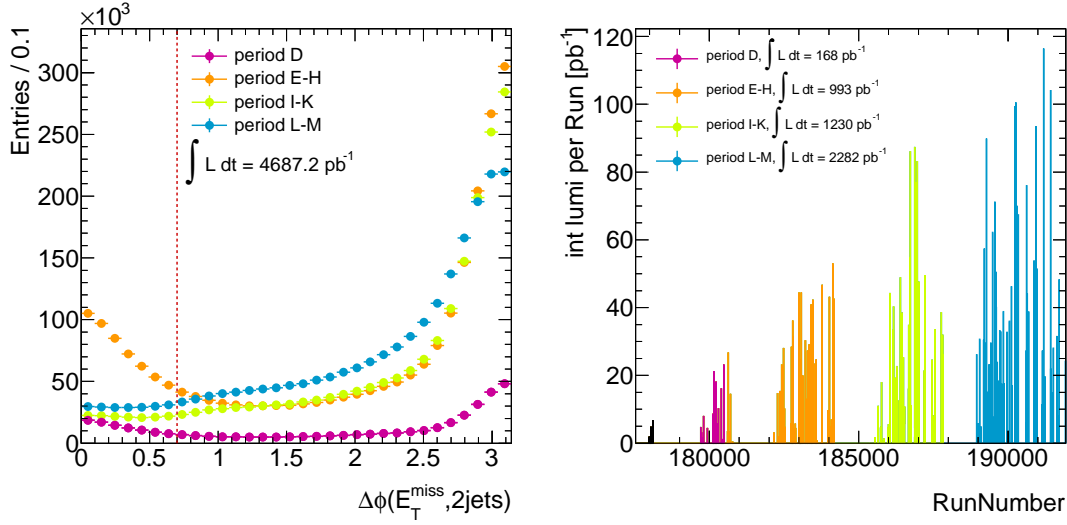 ×10³
Entries / 0.1
300
250
200
150
100
50
0
period D
period E-H
period I-K
period L-M
∫ L dt = 4687.2 pb⁻¹
0 0.5 1 1.5 2 2.5 3
Δϕ(E_T^miss,2jets)
int lumi per Run [pb⁻¹]
120
100
80
60
40
20
0
period D, ∫ L dt = 168 pb⁻¹
period E-H, ∫ L dt = 993 pb⁻¹
period I-K, ∫ L dt = 1230 pb⁻¹
period L-M, ∫ L dt = 2282 pb⁻¹
180000 185000 190000
RunNumber